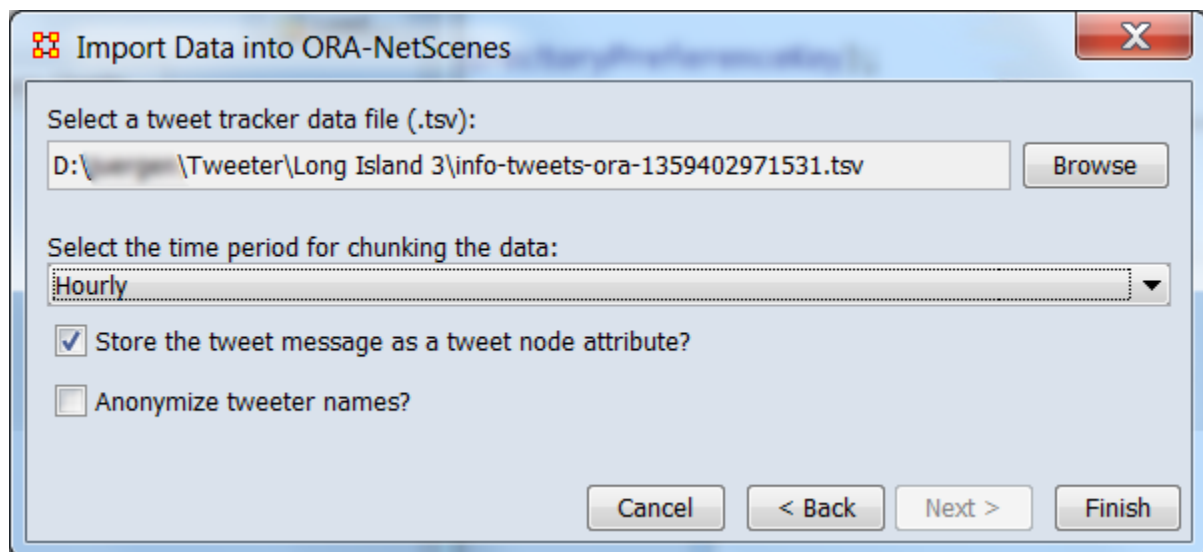 Import Data into ORA-NetScenes
X
Select a tweet tracker data file (.tsv):
D:\ \Tweeter\Long Island 3\info-tweets-ora-1359402971531.tsv
Browse
Select the time period for chunking the data:
Hourly
Store the tweet message as a tweet node attribute?
Anonymize tweeter names?
Cancel < Back Next > Finish